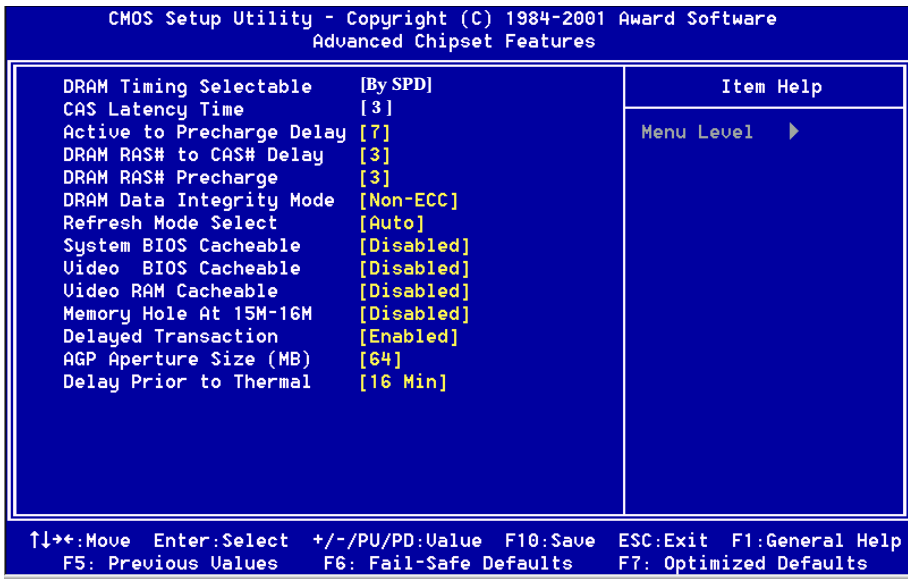 CMOS Setup Utility - Copyright (C) 1984-2001 Award Software
Advanced Chipset Features
DRAM Timing Selectable [By SPD]
CAS Latency Time [ 3 ]
Active to Precharge Delay [7]
DRAM RAS# to CAS# Delay [3]
DRAM RAS# Precharge [3]
DRAM Data Integrity Mode [Non-ECC]
Refresh Mode Select [Auto]
System BIOS Cacheable [Disabled]
Video BIOS Cacheable [Disabled]
Video RAM Cacheable [Disabled]
Memory Hole At 15M-16M [Disabled]
Delayed Transaction [Enabled]
AGP Aperture Size (MB) [64]
Delay Prior to Thermal [16 Min]
Item Help
Menu Level ▶
↑↓→←:Move Enter:Select +/-/PU/PD:Value F10:Save ESC:Exit F1:General Help
F5: Previous Values F6: Fail-Safe Defaults F7: Optimized Defaults